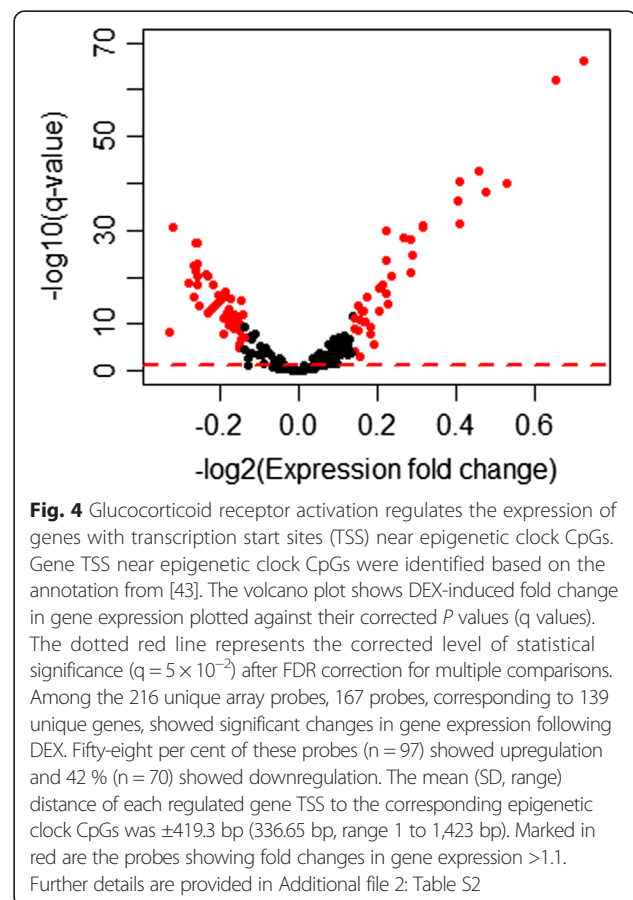 70
50
30
10
0
-log10(q-value)
-0.2 0.0 0.2 0.4 0.6
-log2(Expression fold change)
Fig. 4 Glucocorticoid receptor activation regulates the expression of
genes with transcription start sites (TSS) near epigenetic clock CpGs.
Gene TSS near epigenetic clock CpGs were identified based on the
annotation from [43]. The volcano plot shows DEX-induced fold change
in gene expression plotted against their corrected P values (q values).
The dotted red line represents the corrected level of statistical
significance (q = 5 × 10⁻²) after FDR correction for multiple comparisons.
Among the 216 unique array probes, 167 probes, corresponding to 139
unique genes, showed significant changes in gene expression following
DEX. Fifty-eight per cent of these probes (n = 97) showed upregulation
and 42 % (n = 70) showed downregulation. The mean (SD, range)
distance of each regulated gene TSS to the corresponding epigenetic
clock CpGs was ±419.3 bp (336.65 bp, range 1 to 1,423 bp). Marked in
red are the probes showing fold changes in gene expression >1.1.
Further details are provided in Additional file 2: Table S2